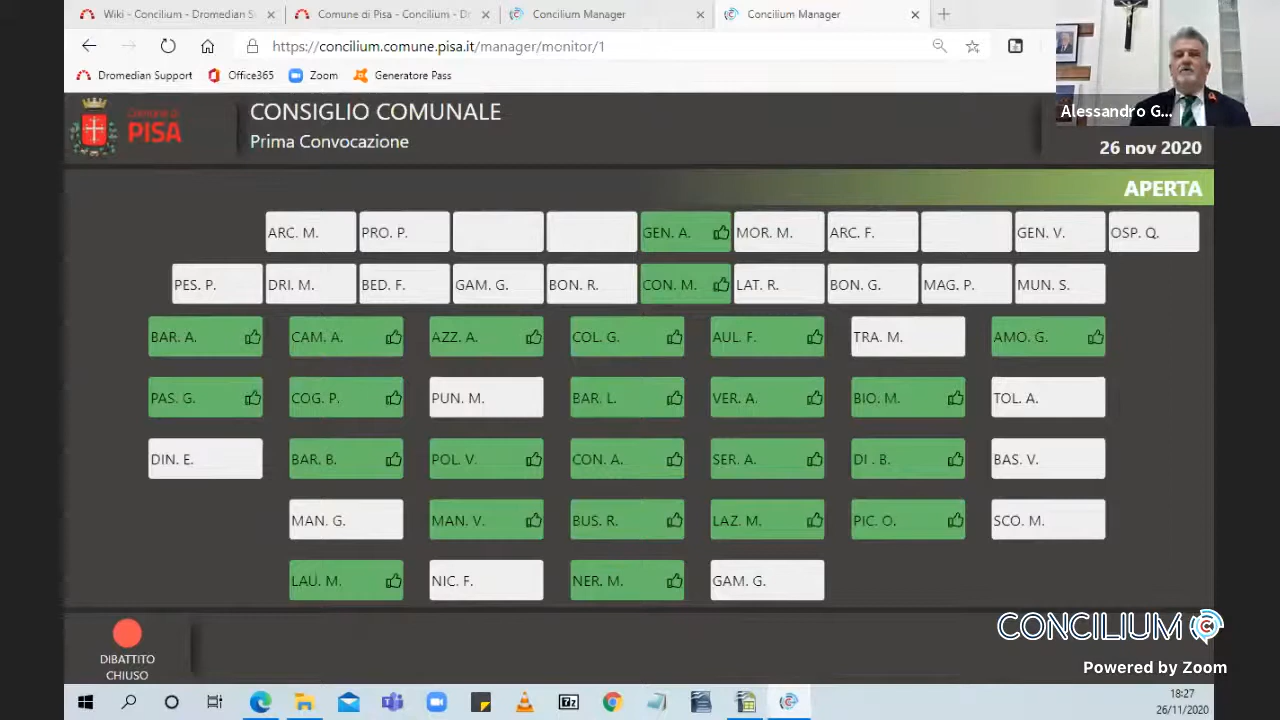 Wiki - Concilium - Dromedian S
Comune di Pisa - Concilium - Dr
Concilium Manager
Concilium Manager
https://concilium.comune.pisa.it/manager/monitor/1
Dromedian Support
Office365
Zoom
Generatore Pass
Alessandro G...
Comune di
PISA
CONSIGLIO COMUNALE
Prima Convocazione
26 nov 2020
APERTA
ARC. M. PRO. P. GEN. A. MOR. M. ARC. F. GEN. V. OSP. Q.
PES. P. DRI. M. BED. F. GAM. G. BON. R. CON. M. LAT. R. BON. G. MAG. P. MUN. S.
BAR. A. CAM. A. AZZ. A. COL. G. AUL. F. TRA. M. AMO. G.
PAS. G. COG. P. PUN. M. BAR. L. VER. A. BIO. M. TOL. A.
DIN. E. BAR. B. POL. V. CON. A. SER. A. DI . B. BAS. V.
MAN. G. MAN. V. BUS. R. LAZ. M. PIC. O. SCO. M.
LAU. M. NIC. F. NER. M. GAM. G.
DIBATTITO
CHIUSO
CONCILIUM
Powered by Zoom
18:27
26/11/2020